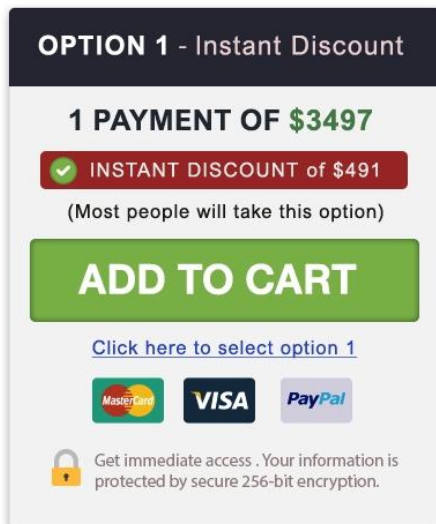 OPTION 1 - Instant Discount
1 PAYMENT OF $3497
INSTANT DISCOUNT of $491
(Most people will take this option)
ADD TO CART
Click here to select option 1
MasterCard VISA PayPal
Get immediate access . Your information is
protected by secure 256-bit encryption.